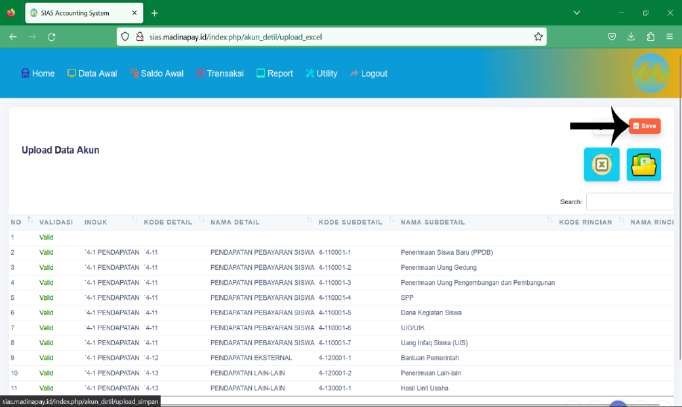 SIAS Accounting System
sias.madinapay.id/index.php/akun_detil/upload_excel
Home Data Awal Saldo Awal Transaksi Report Utility Logout
Save
Upload Data Akun
Search:
NO VALIDASI INDUK KODE DETAIL NAMA DETAIL KODE SUBDETAIL NAMA SUBDETAIL KODE RINCIAN NAMA RINCI
1 Valid
2 Valid '4-1 PENDAPATAN '4-11 PENDAPATAN PEBAYARAN SISWA 4-110001-1 Penerimaan Siswa Baru (PPDB)
3 Valid '4-1 PENDAPATAN '4-11 PENDAPATAN PEBAYARAN SISWA 4-110001-2 Penerimaan Uang Gedung
4 Valid '4-1 PENDAPATAN '4-11 PENDAPATAN PEBAYARAN SISWA 4-110001-3 Penerimaan Uang Pengembangan dan Pembangunan
5 Valid '4-1 PENDAPATAN '4-11 PENDAPATAN PEBAYARAN SISWA 4-110001-4 SPP
6 Valid '4-1 PENDAPATAN '4-11 PENDAPATAN PEBAYARAN SISWA 4-110001-5 Dana Kegiatan Siswa
7 Valid '4-1 PENDAPATAN '4-11 PENDAPATAN PEBAYARAN SISWA 4-110001-6
8 Valid '4-1 PENDAPATAN '4-11 PENDAPATAN PEBAYARAN SISWA 4-110001-7 Uang Infaq Siswa (UIS)
9 Valid '4-1 PENDAPATAN '4-12 PENDAPATAN EKSTERNAL 4-120001-1 Bantuan Pemerintah
10 Valid '4-1 PENDAPATAN '4-13 PENDAPATAN LAIN-LAIN 4-120001-2 Penerimaan Lain-lain
11 Valid '4-1 PENDAPATAN '4-13 PENDAPATAN LAIN-LAIN 4-130001-1 Hasil Unit Usaha
sias.madinapay.id/index.php/akun_detil/upload_simpan